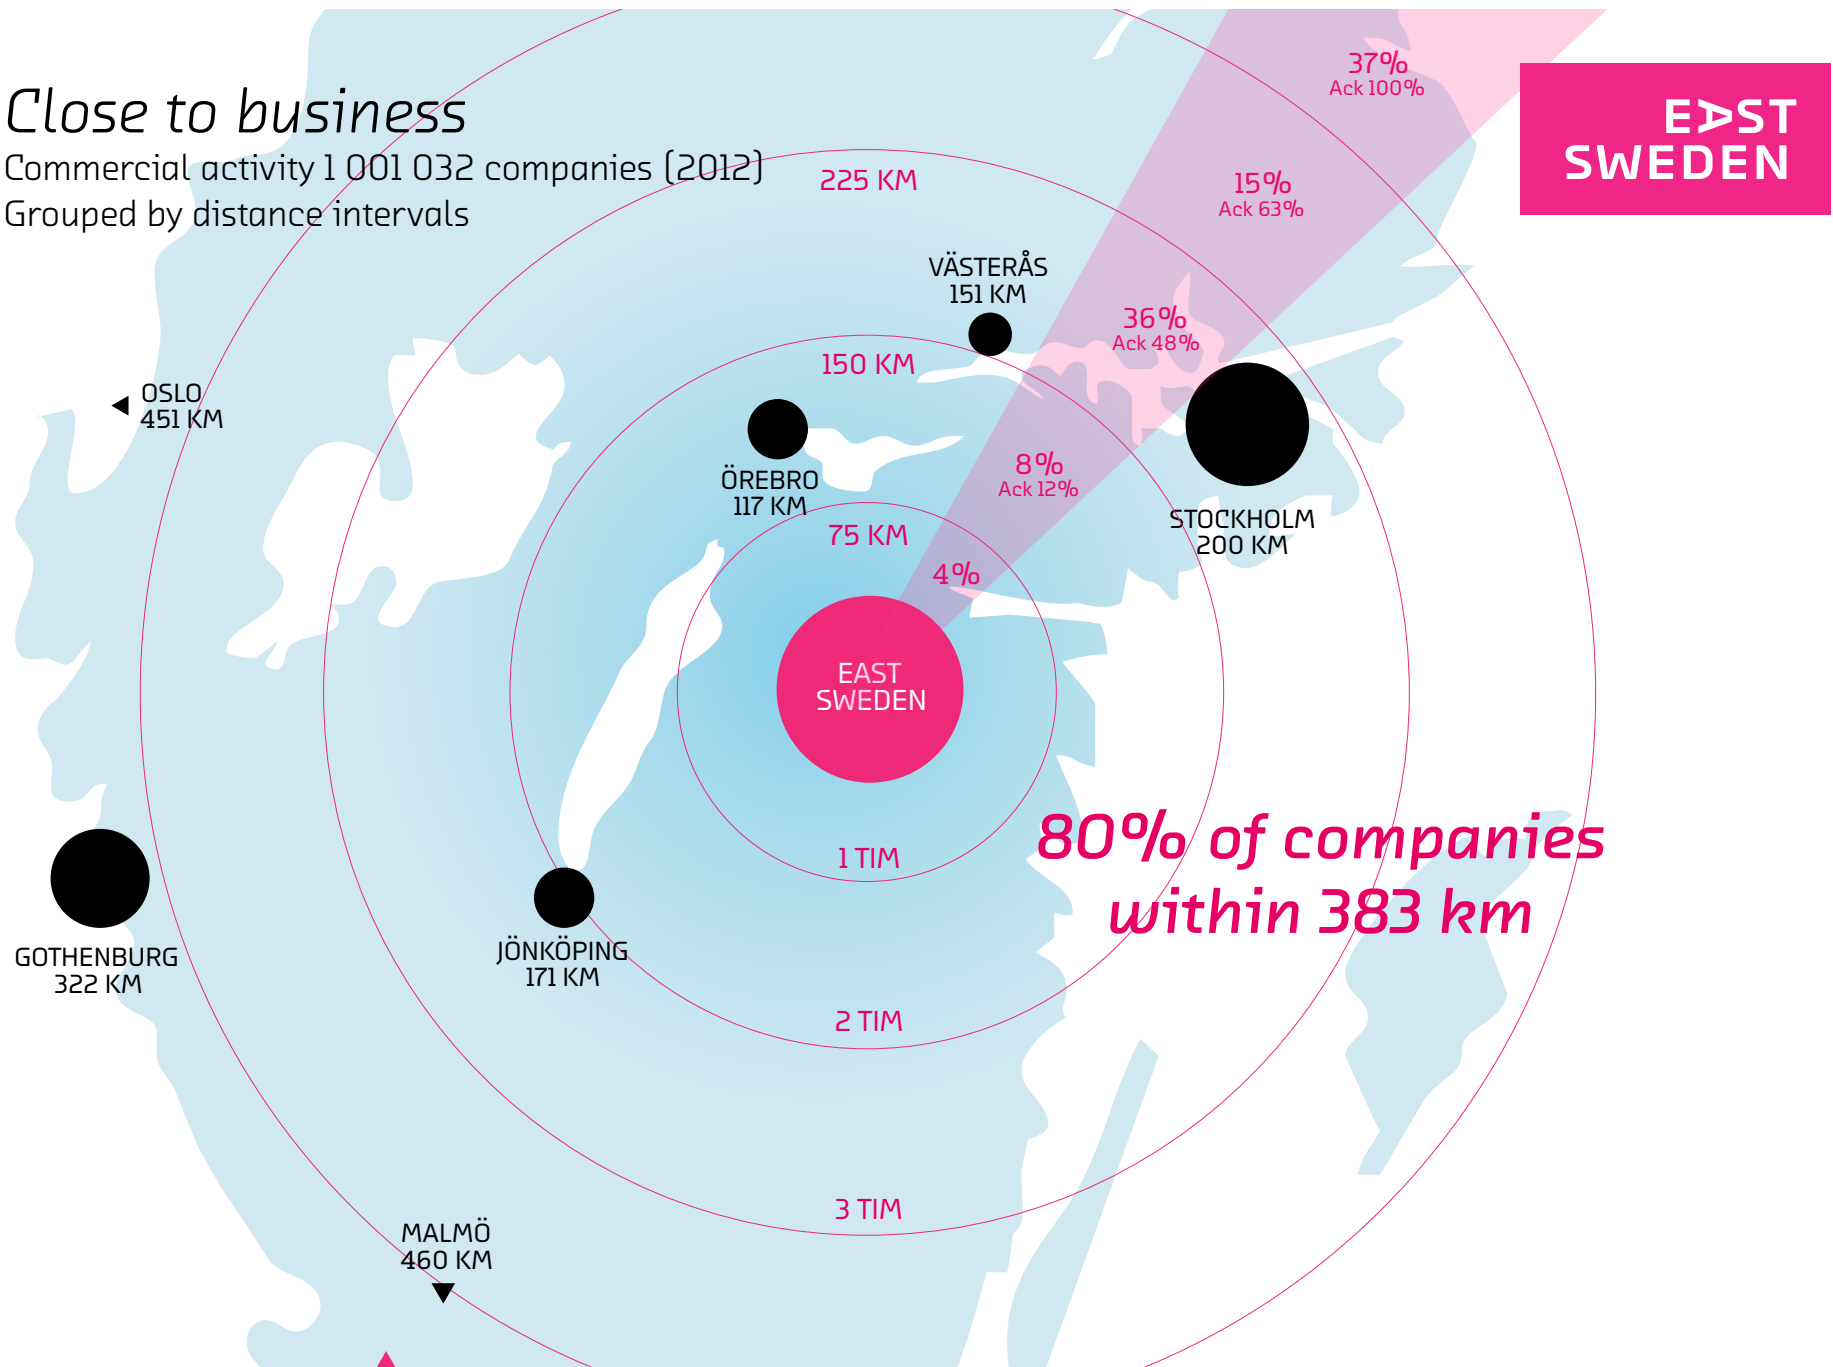 Close to business
Commercial activity 1 001 032 companies (2012)
Grouped by distance intervals
EAST
SWEDEN
37%
Ack 100%
15%
Ack 63%
225 KM
VÄSTERÅS
151 KM
36%
Ack 48%
150 KM
OSLO
451 KM
8%
Ack 12%
ÖREBRO
117 KM
STOCKHOLM
200 KM
75 KM
4%
EAST
SWEDEN
80% of companies
within 383 km
1 TIM
GOTHENBURG
322 KM
JÖNKÖPING
171 KM
2 TIM
3 TIM
MALMÖ
460 KM